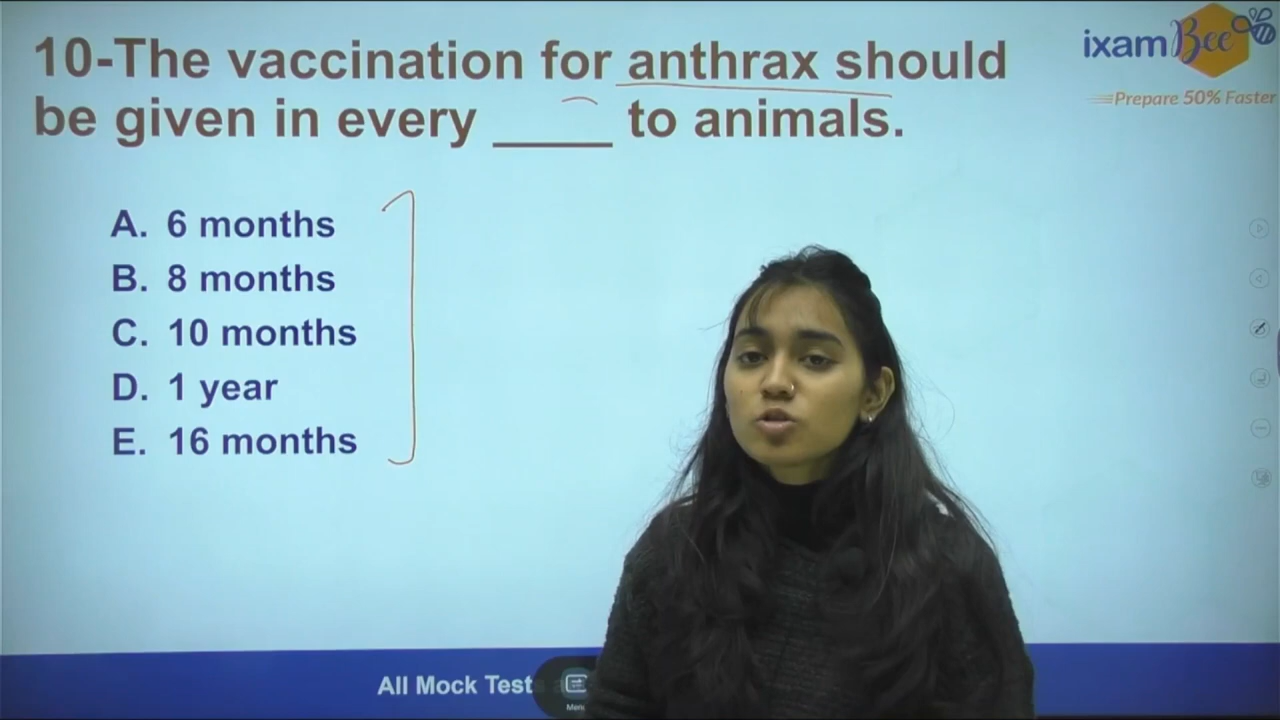 10-The vaccination for anthrax should
be given in every _____ to animals.
ixamBee
Prepare 50% Faster
A. 6 months
B. 8 months
C. 10 months
D. 1 year
E. 16 months
All Mock Test